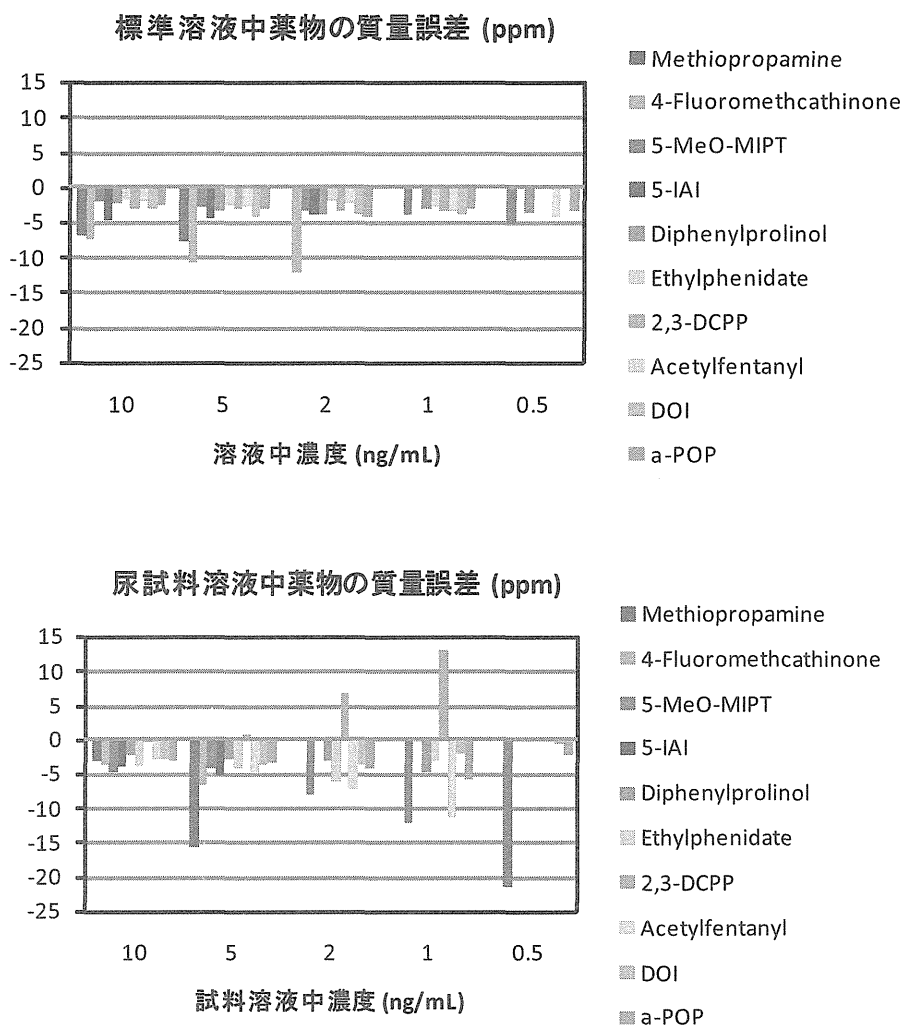 標準溶液中薬物の質量誤差 (ppm)
15
10
5
0
-5
-10
-15
-20
-25
10 5 2 1 0.5
溶液中濃度 (ng/mL)
Methiopropamine
4-Fluoromethcathinone
5-MeO-MIPT
5-IAI
Diphenylprolinol
Ethylphenidate
2,3-DCPP
Acetylfentanyl
DOI
a-POP
尿試料溶液中薬物の質量誤差 (ppm)
15
10
5
0
-5
-10
-15
-20
-25
10 5 2 1 0.5
試料溶液中濃度 (ng/mL)
Methiopropamine
4-Fluoromethcathinone
5-MeO-MIPT
5-IAI
Diphenylprolinol
Ethylphenidate
2,3-DCPP
Acetylfentanyl
DOI
a-POP